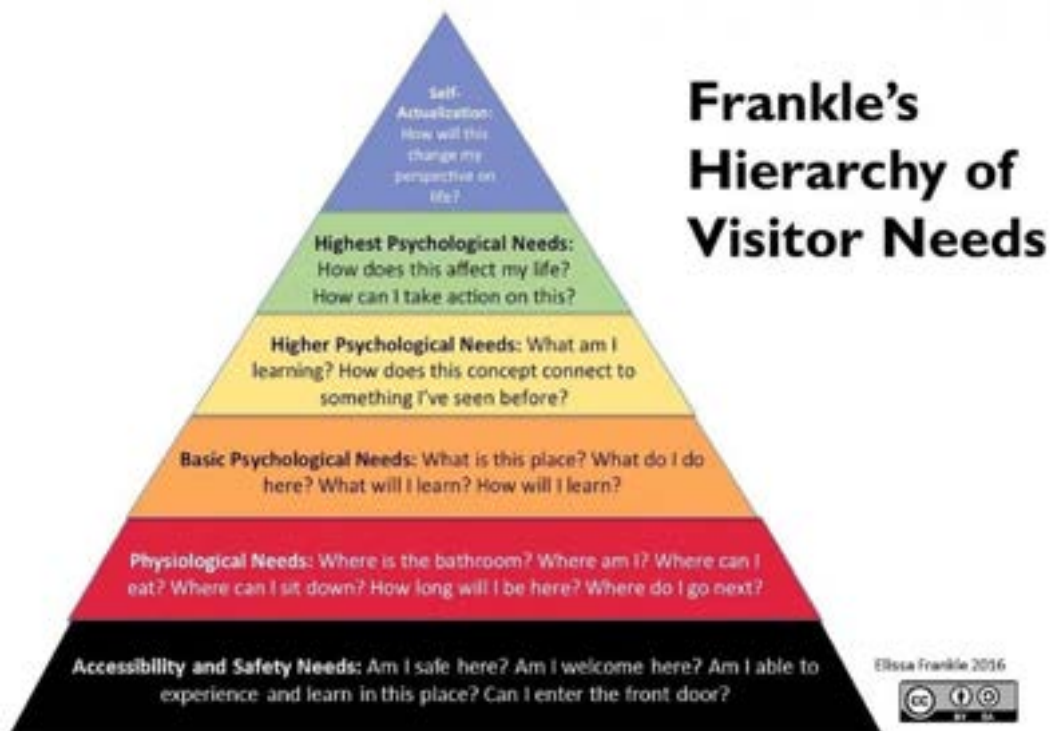 Frankle's
Hierarchy of
Visitor Needs
Self-
Actualization:
How will this
change my
perspective on
life?
Highest Psychological Needs:
How does this affect my life?
How can I take action on this?
Higher Psychological Needs: What am I
learning? How does this concept connect to
something I've seen before?
Basic Psychological Needs: What is this place? What do I do
here? What will I learn? How will I learn?
Physiological Needs: Where is the bathroom? Where am I? Where can I
eat? Where can I sit down? How long will I be here? Where do I go next?
Accessibility and Safety Needs: Am I safe here? Am I welcome here? Am I able to
experience and learn in this place? Can I enter the front door?
Elissa Frankle 2016
cc
BY SA